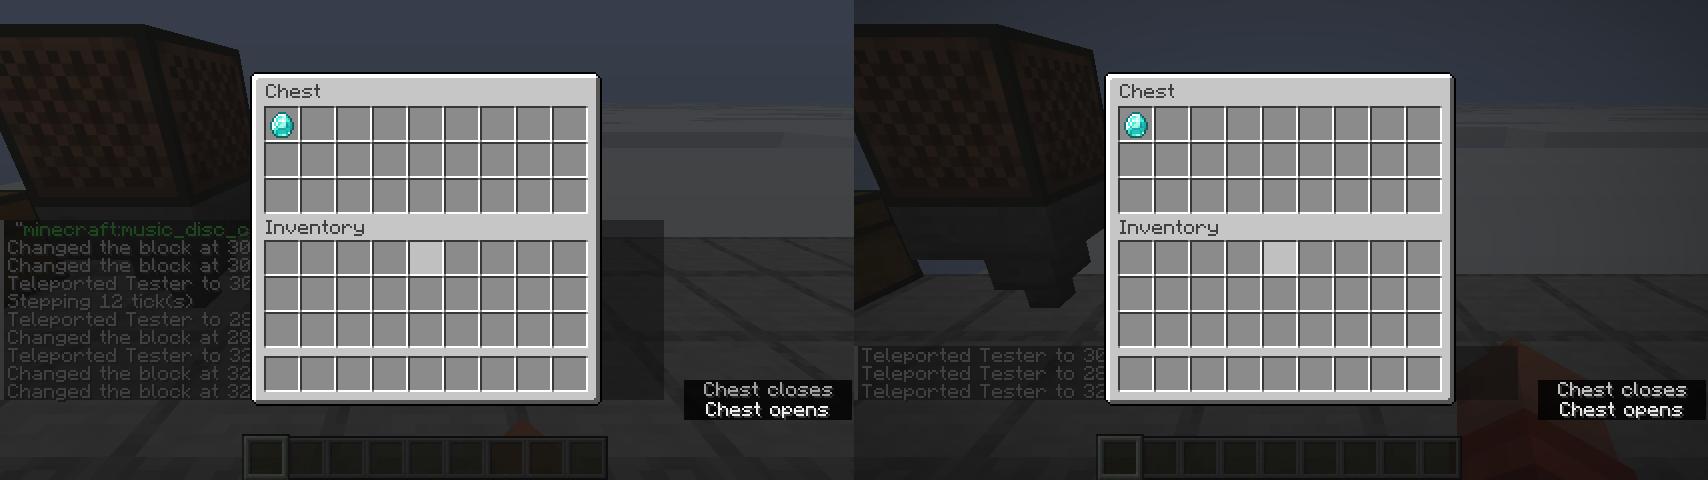 Chest
Inventory
"minecraft:music_disc_c
Changed the block at 30
Changed the block at 30
Teleported Tester to 30
Stepping 12 tick(s)
Teleported Tester to 28
Changed the block at 28
Teleported Tester to 32
Changed the block at 32
Changed the block at 32
Chest closes
Chest opens
Chest
Inventory
Teleported Tester to 30
Teleported Tester to 28
Teleported Tester to 32
Chest closes
Chest opens